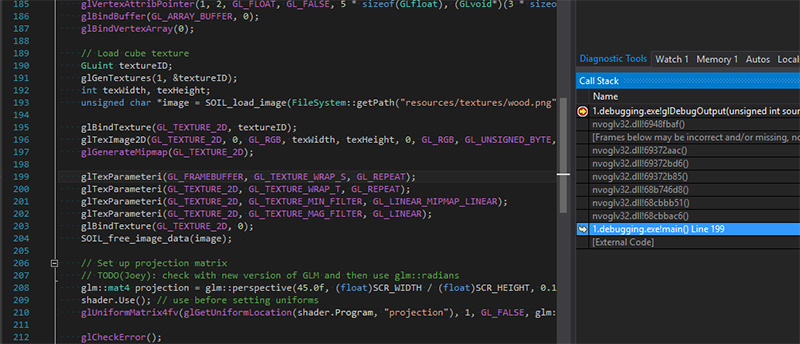 185 glVertexAttribPointer(1, 2, GL_FLOAT, GL_FALSE, 5 * sizeof(GLfloat), (GLvoid*)(3 * sizeo
186 glBindBuffer(GL_ARRAY_BUFFER, 0);
187 glBindVertexArray(0);
188
189 // Load cube texture
190 GLuint textureID;
191 glGenTextures(1, &textureID);
192 int texWidth, texHeight;
193 unsigned char *image = SOIL_load_image(FileSystem::getPath("resources/textures/wood.png"
194
195 glBindTexture(GL_TEXTURE_2D, textureID);
196 glTexImage2D(GL_TEXTURE_2D, 0, GL_RGB, texWidth, texHeight, 0, GL_RGB, GL_UNSIGNED_BYTE,
197 glGenerateMipmap(GL_TEXTURE_2D);
198
199 glTexParameteri(GL_FRAMEBUFFER, GL_TEXTURE_WRAP_S, GL_REPEAT);
200 glTexParameteri(GL_TEXTURE_2D, GL_TEXTURE_WRAP_T, GL_REPEAT);
201 glTexParameteri(GL_TEXTURE_2D, GL_TEXTURE_MIN_FILTER, GL_LINEAR_MIPMAP_LINEAR);
202 glTexParameteri(GL_TEXTURE_2D, GL_TEXTURE_MAG_FILTER, GL_LINEAR);
203 glBindTexture(GL_TEXTURE_2D, 0);
204 SOIL_free_image_data(image);
205
206 // Set up projection matrix
207 // TODO(Joey): check with new version of GLM and then use glm::radians
208 glm::mat4 projection = glm::perspective(45.0f, (float)SCR_WIDTH / (float)SCR_HEIGHT, 0.1
209 shader.Use(); // use before setting uniforms
210 glUniformMatrix4fv(glGetUniformLocation(shader.Program, "projection"), 1, GL_FALSE, glm:
211
212 glCheckError();
Diagnostic Tools Watch 1 Memory 1 Autos Local
Call Stack
Name
1.debugging.exe!glDebugOutput(unsigned int sour
nvoglv32.dll!6948fbaf()
[Frames below may be incorrect and/or missing, no
nvoglv32.dll!69372aac()
nvoglv32.dll!69372bd6()
nvoglv32.dll!69372b85()
nvoglv32.dll!68b746d8()
nvoglv32.dll!68cbbb51()
nvoglv32.dll!68cbbac6()
1.debugging.exe!main() Line 199
[External Code]